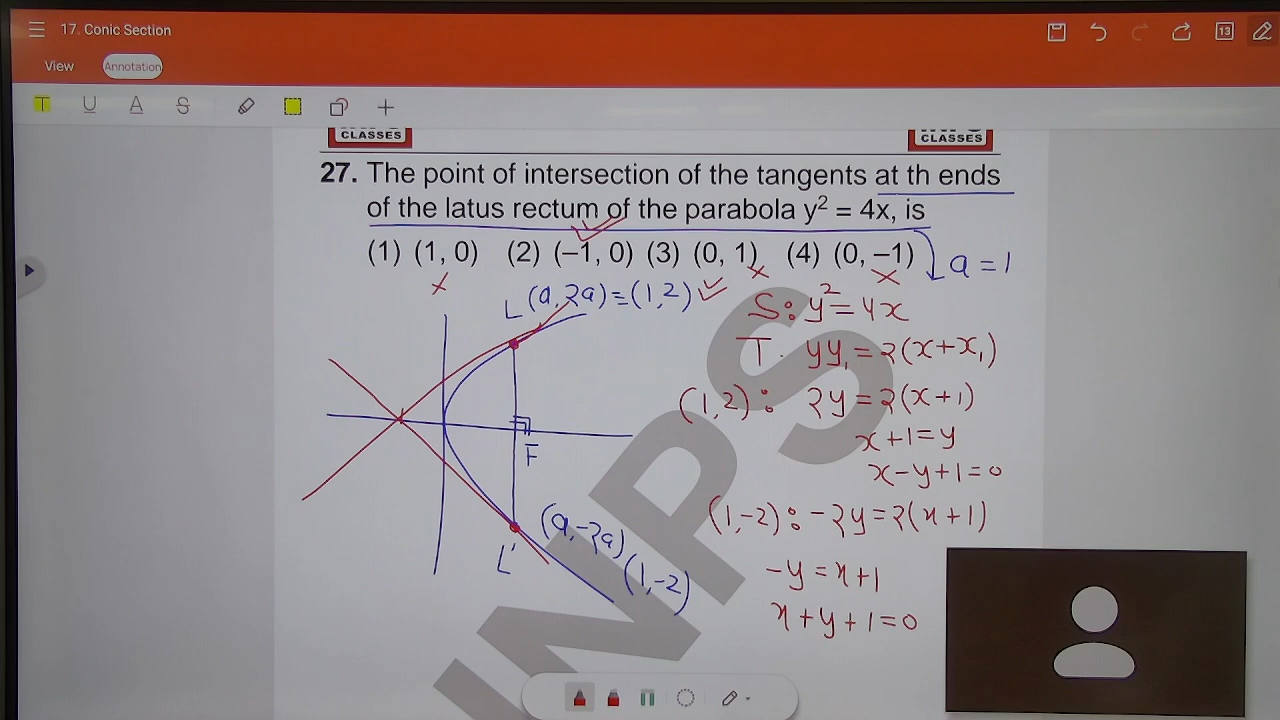 17. Conic Section
13
View
Annotation
T U A S
CLASSES
CLASSES
27. The point of intersection of the tangents at th ends
of the latus rectum of the parabola y² = 4x, is
(1) (1, 0) (2) (–1, 0) (3) (0, 1) (4) (0, –1)
a = 1
L (a, 2a) = (1, 2)
S: y² = 4x
T. yy₁ = 2(x+x₁)
(1,2): 2y = 2(x+1)
x+1=y
x-y+1=0
F
(1,-2): -2y=2(x+1)
(a,-2a)
L'
(1,-2)
-y = x+1
x+y+1=0
NPS